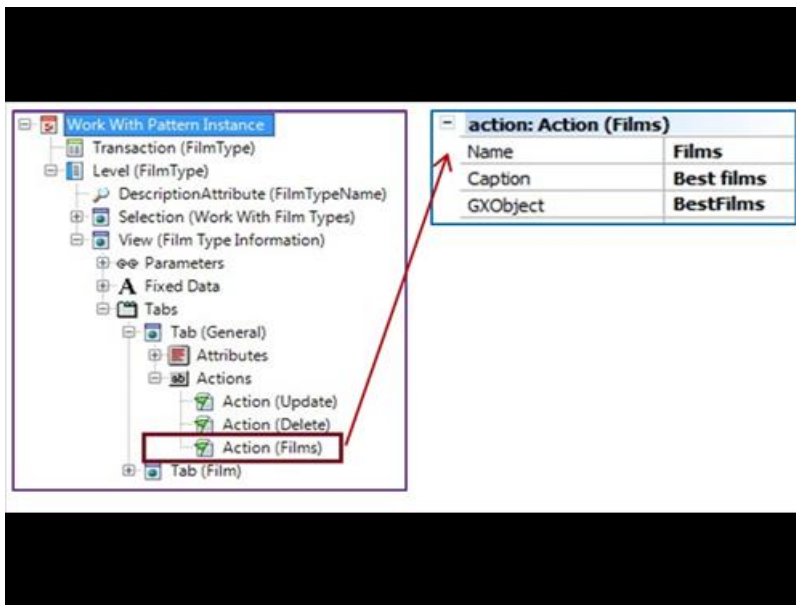 Work With Pattern Instance
Transaction (FilmType)
Level (FilmType)
DescriptionAttribute (FilmTypeName)
Selection (Work With Film Types)
View (Film Type Information)
Parameters
A Fixed Data
Tabs
Tab (General)
Attributes
ab Actions
Action (Update)
Action (Delete)
Action (Films)
Tab (Film)
action: Action (Films)
Name Films
Caption Best films
GXObject BestFilms